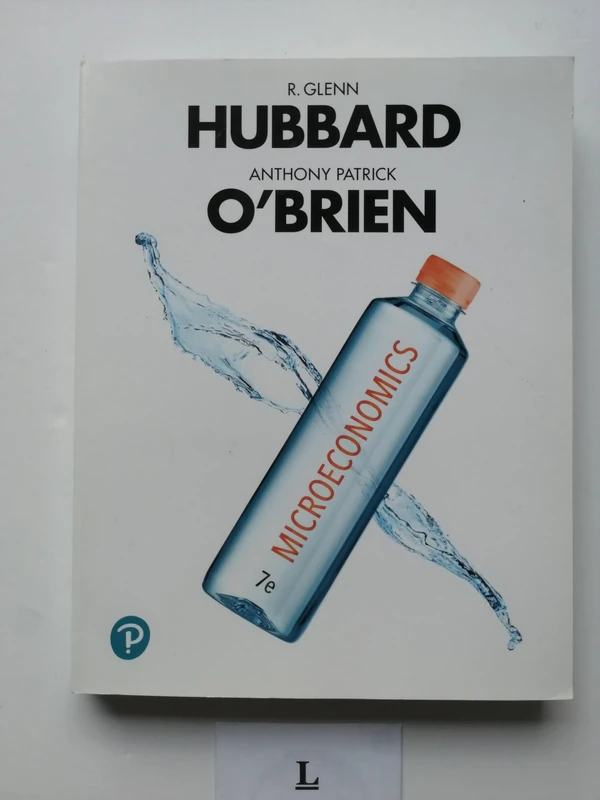 R. GLENN
HUBBARD
ANTHONY PATRICK
O'BRIEN
MICROECONOMICS
7e
P
L